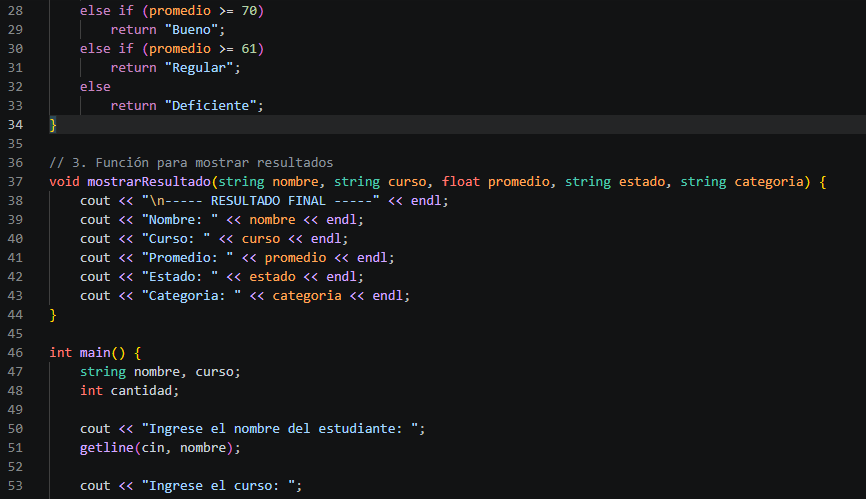 28 else if (promedio >= 70)
29 return "Bueno";
30 else if (promedio >= 61)
31 return "Regular";
32 else
33 return "Deficiente";
34 }
35
36 // 3. Función para mostrar resultados
37 void mostrarResultado(string nombre, string curso, float promedio, string estado, string categoria) {
38 cout << "\n----- RESULTADO FINAL -----" << endl;
39 cout << "Nombre: " << nombre << endl;
40 cout << "Curso: " << curso << endl;
41 cout << "Promedio: " << promedio << endl;
42 cout << "Estado: " << estado << endl;
43 cout << "Categoria: " << categoria << endl;
44 }
45
46 int main() {
47 string nombre, curso;
48 int cantidad;
49
50 cout << "Ingrese el nombre del estudiante: ";
51 getline(cin, nombre);
52
53 cout << "Ingrese el curso: ";